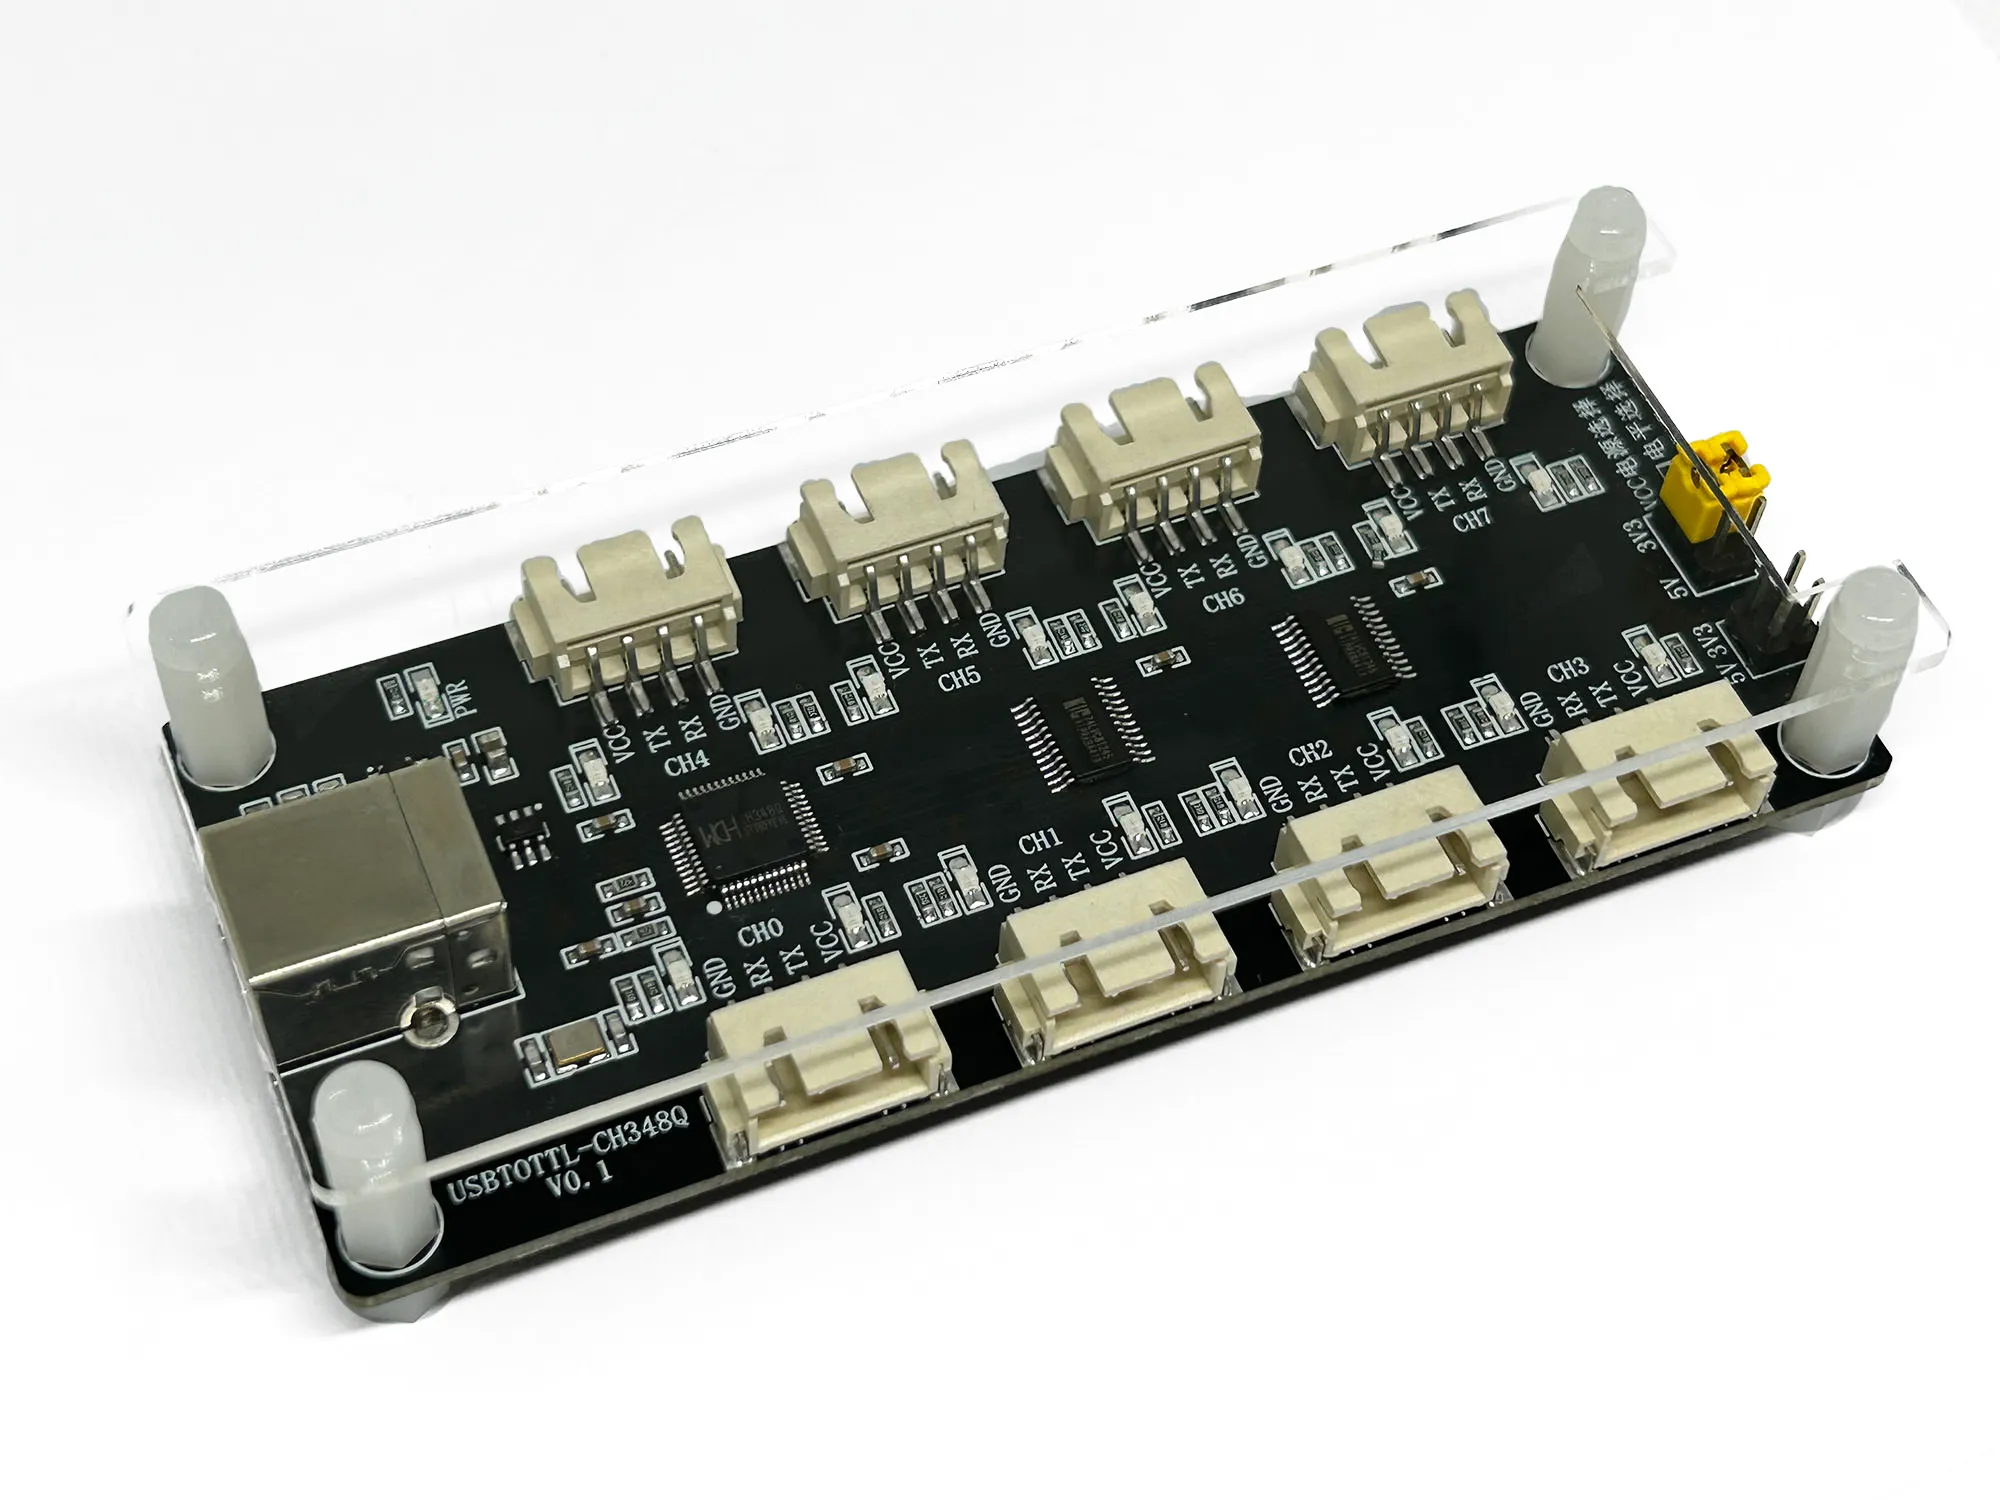 VCC电源选择
电平选择
3V3
5V
5V 3V3
VCC
TX
RX
GND
CH7
VCC
TX
RX
GND
CH6
VCC
TX
RX
GND
CH5
VCC
TX
RX
GND
CH4
PWR
CH3
GND
RX
TX
VCC
CH2
GND
RX
TX
VCC
CH1
GND
RX
TX
VCC
CH0
GND
RX
TX
VCC
WCH
USBTOTTL-CH348Q
V0.1